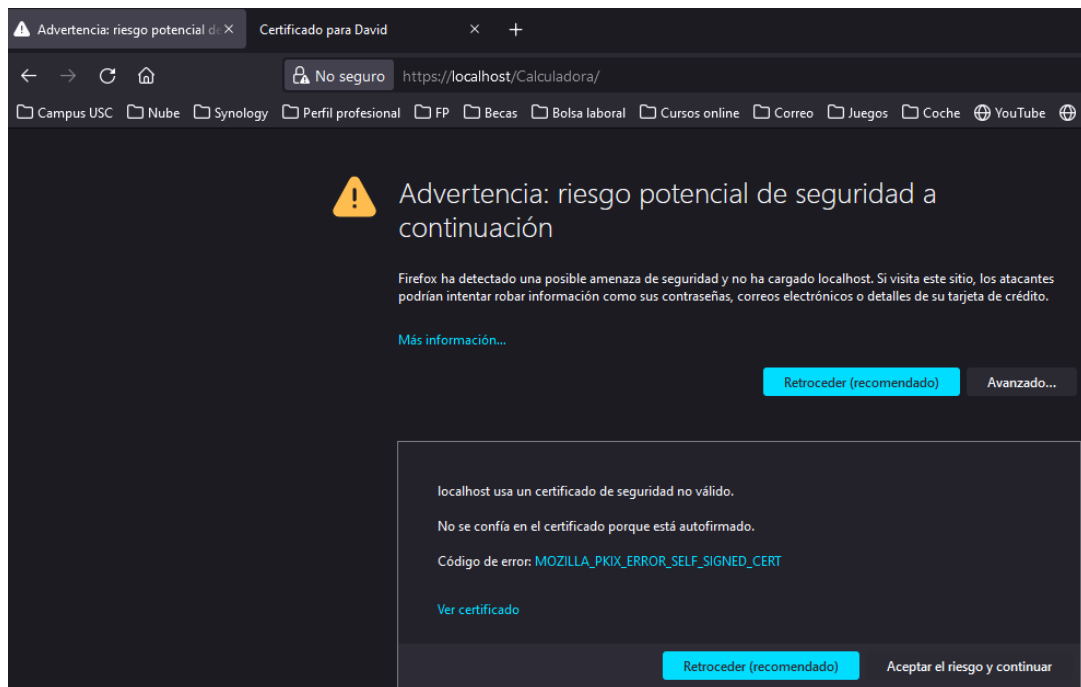 Advertencia: riesgo potencial de
Certificado para David
No seguro https://localhost/Calculadora/
Campus USC Nube Synology Perfil profesional FP Becas Bolsa laboral Cursos online Correo Juegos Coche YouTube
Advertencia: riesgo potencial de seguridad a
continuación
Firefox ha detectado una posible amenaza de seguridad y no ha cargado localhost. Si visita este sitio, los atacantes
podrían intentar robar información como sus contraseñas, correos electrónicos o detalles de su tarjeta de crédito.
Más información...
Retroceder (recomendado) Avanzado...
localhost usa un certificado de seguridad no válido.
No se confía en el certificado porque está autofirmado.
Código de error: MOZILLA_PKIX_ERROR_SELF_SIGNED_CERT
Ver certificado
Retroceder (recomendado) Aceptar el riesgo y continuar